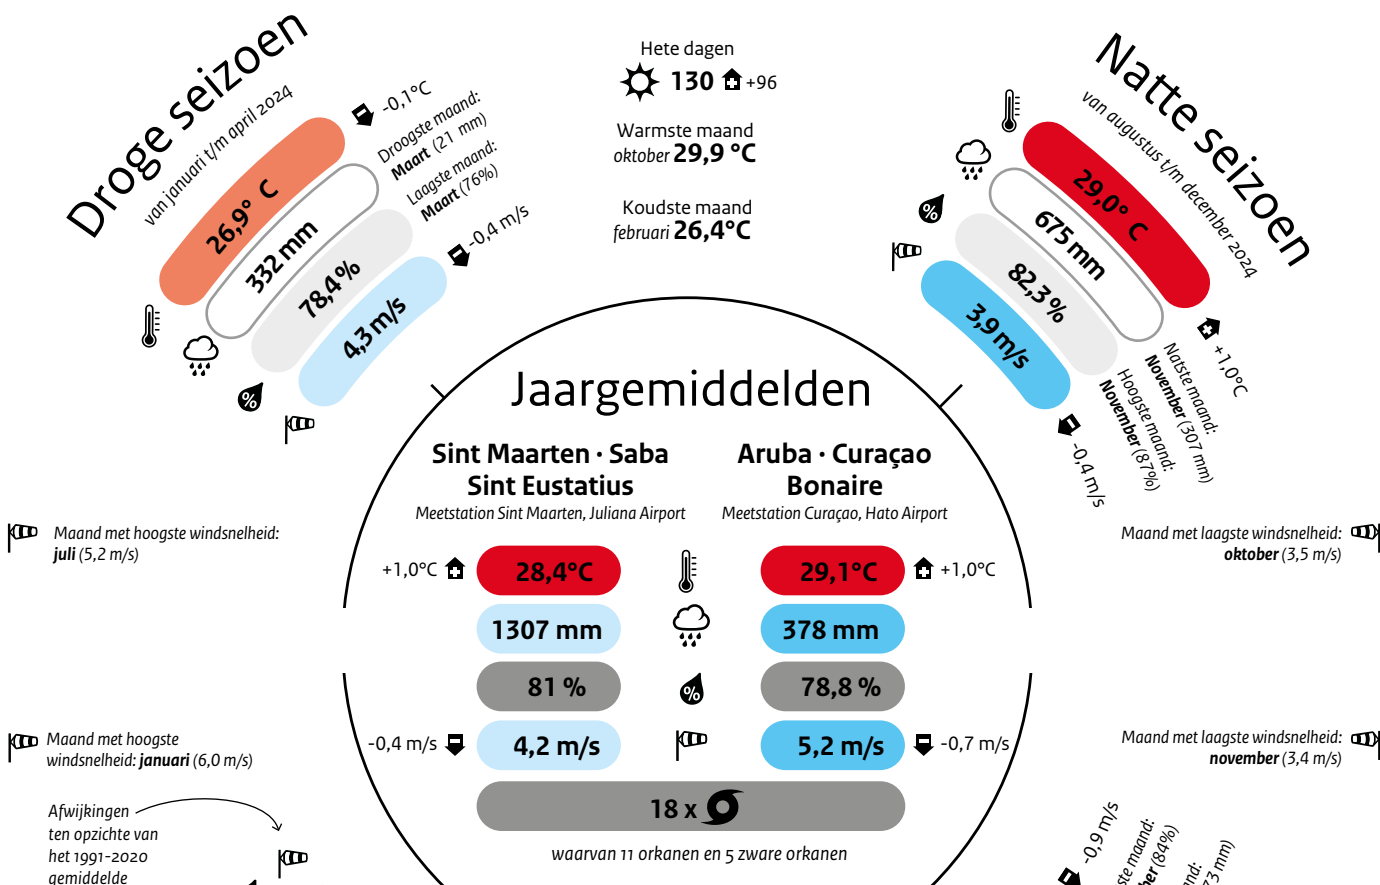 Droge seizoen
van januari t/m april 2024
-0,1°C
26,9° C
332 mm
78,4%
4,3 m/s
Droogste maand:
Maart (21 mm)
Laagste maand:
Maart (76%)
-0,4 m/s
%
Hete dagen
130 +96
Warmste maand
oktober 29,9 °C
Koudste maand
februari 26,4°C
Natte seizoen
van augustus t/m december 2024
29,0° C
675 mm
82,3%
3,9 m/s
%
+1,0°C
Natste maand:
November (307 mm)
Hoogste maand:
November (87%)
-0,4 m/s
Jaargemiddelden
Sint Maarten · Saba
Sint Eustatius
Meetstation Sint Maarten, Juliana Airport
Aruba · Curaçao
Bonaire
Meetstation Curaçao, Hato Airport
Maand met hoogste windsnelheid:
juli (5,2 m/s)
Maand met laagste windsnelheid:
oktober (3,5 m/s)
+1,0°C 28,4°C 29,1°C +1,0°C
1307 mm 378 mm
81 % % 78,8 %
-0,4 m/s 4,2 m/s 5,2 m/s -0,7 m/s
18 x
waarvan 11 orkanen en 5 zware orkanen
Maand met hoogste
windsnelheid: januari (6,0 m/s)
Maand met laagste windsnelheid:
november (3,4 m/s)
Afwijkingen
ten opzichte van
het 1991-2020
gemiddelde
-0,9 m/s
maand:
(84%)
mm)